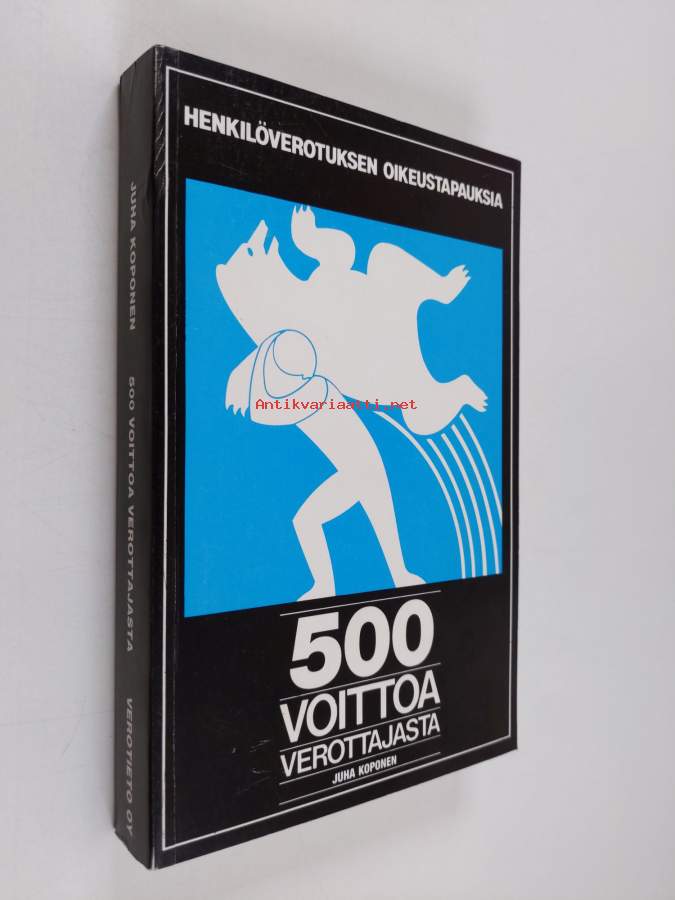 HENKILÖVEROTUKSEN OIKEUSTAPAUKSIA
Antikvariaatti.net
500
VOITTOA
VEROTTAJASTA
JUHA KOPONEN
JUHA KOPONEN 500 VOITTOA VEROTTAJASTA VEROTIETO OY